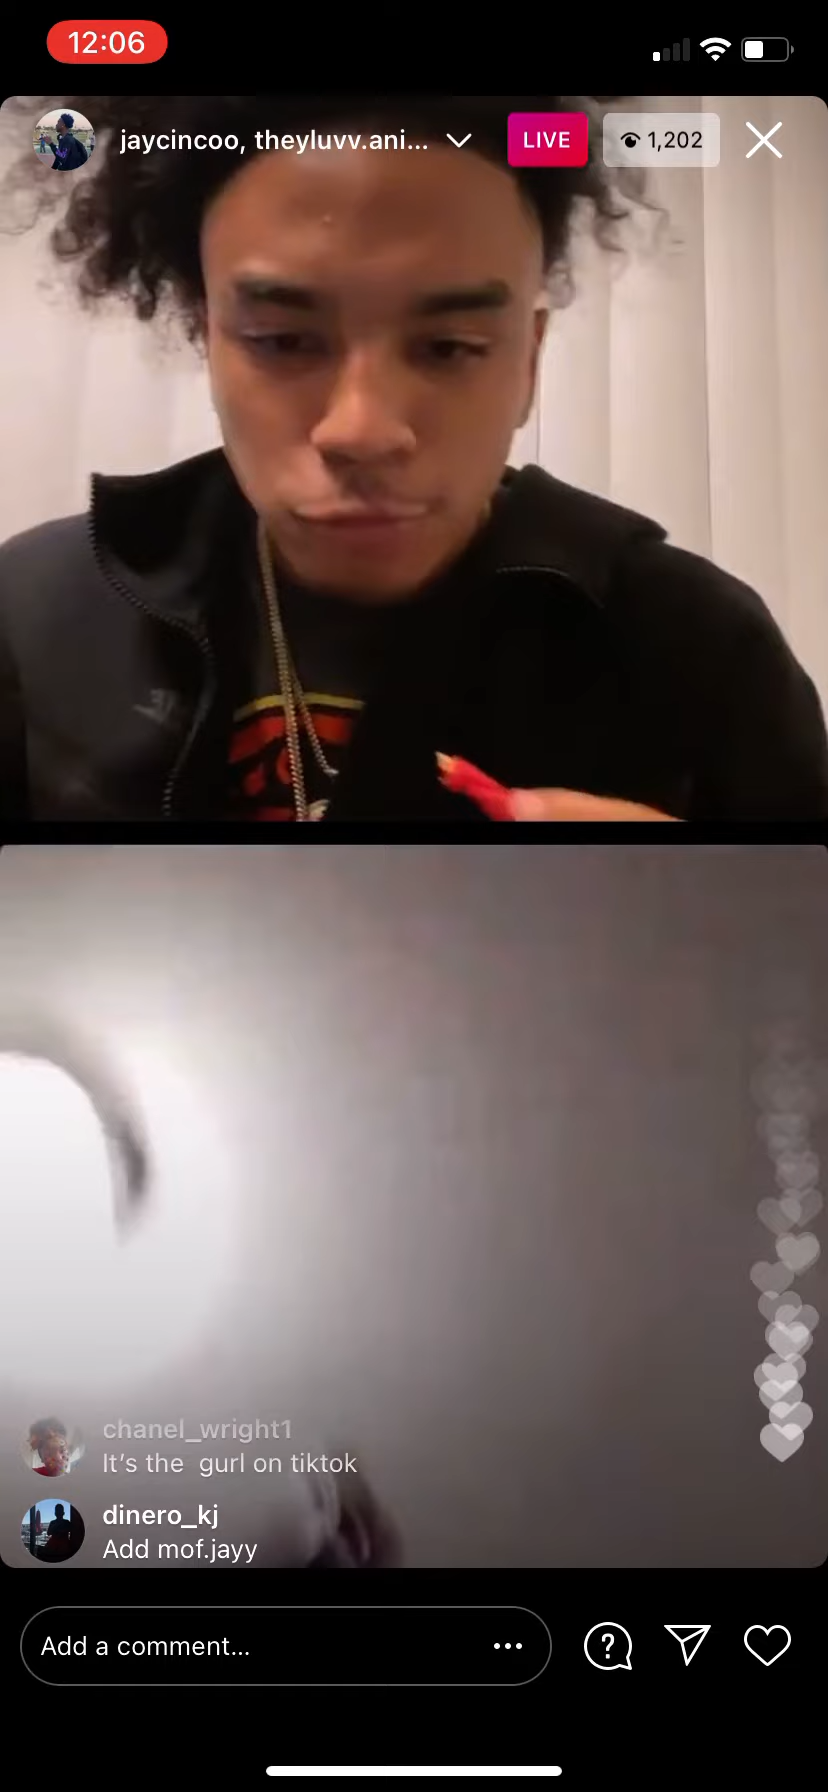 12:06
jaycincoo, theyluvv.ani...
LIVE
1,202
chanel_wright1
It’s the  gurl on tiktok
dinero_kj
Add mof.jayy
Add a comment...